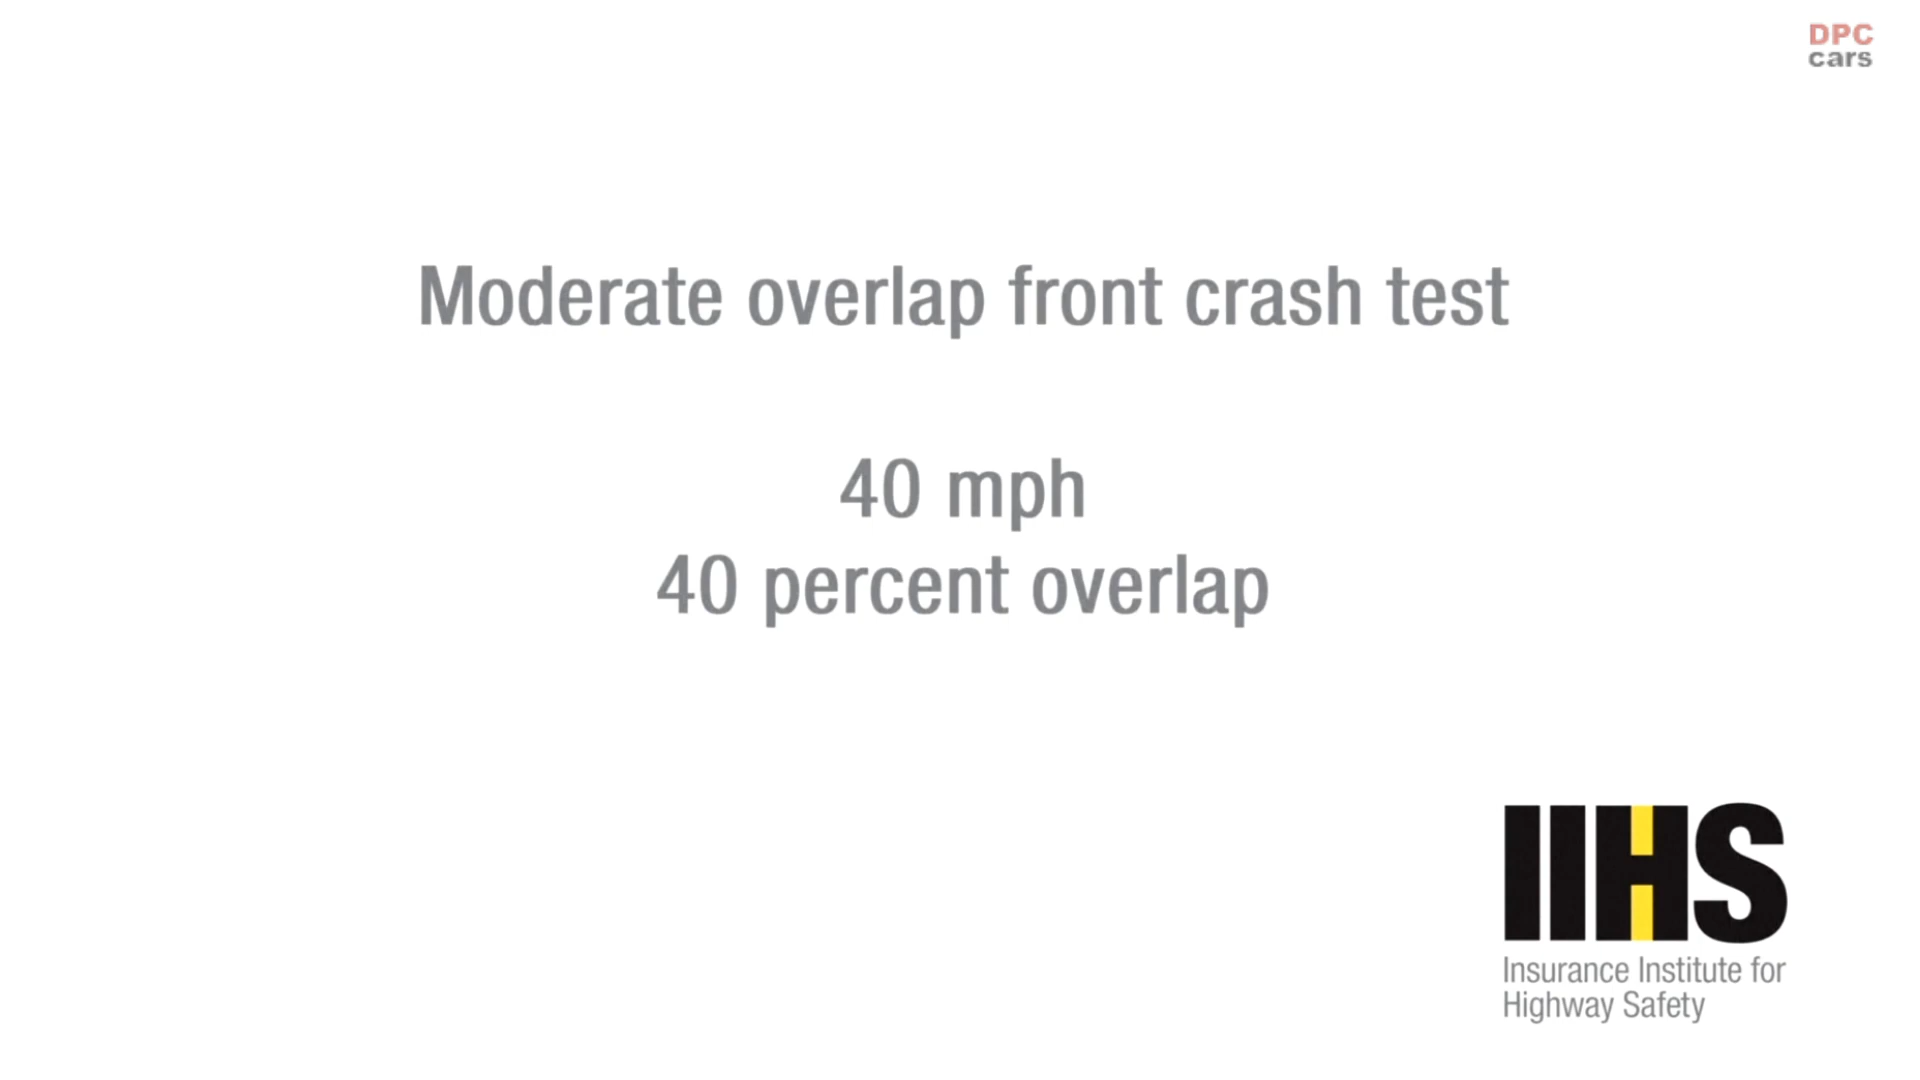 DPC
cars
Moderate overlap front crash test
40 mph
40 percent overlap
IIHS
Insurance Institute for
Highway Safety